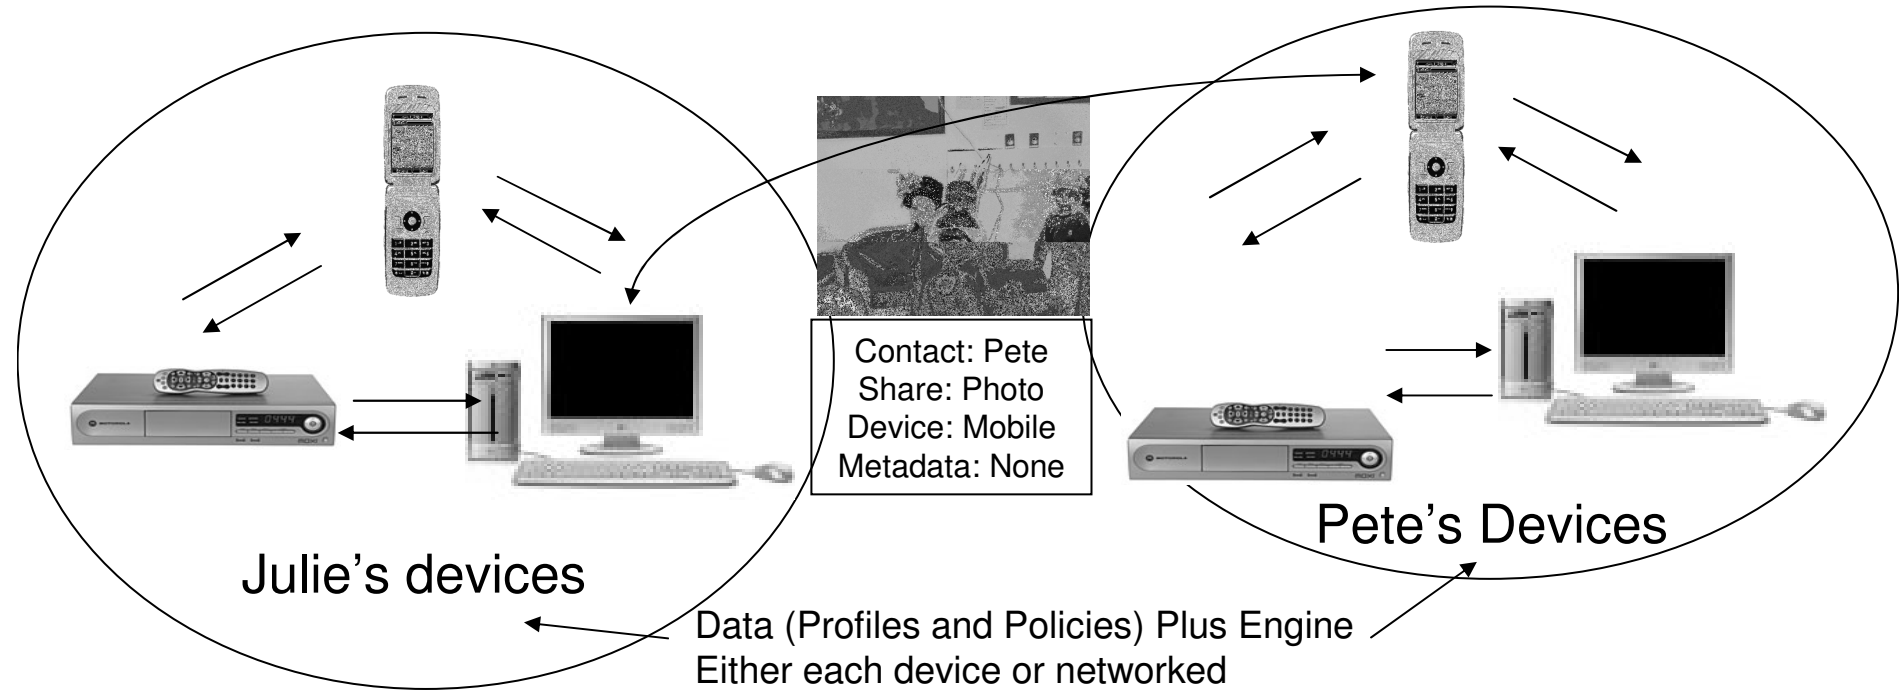 Contact: Pete
Share: Photo
Device: Mobile
Metadata: None
Julie's devices
Pete's Devices
Data (Profiles and Policies) Plus Engine
Either each device or networked